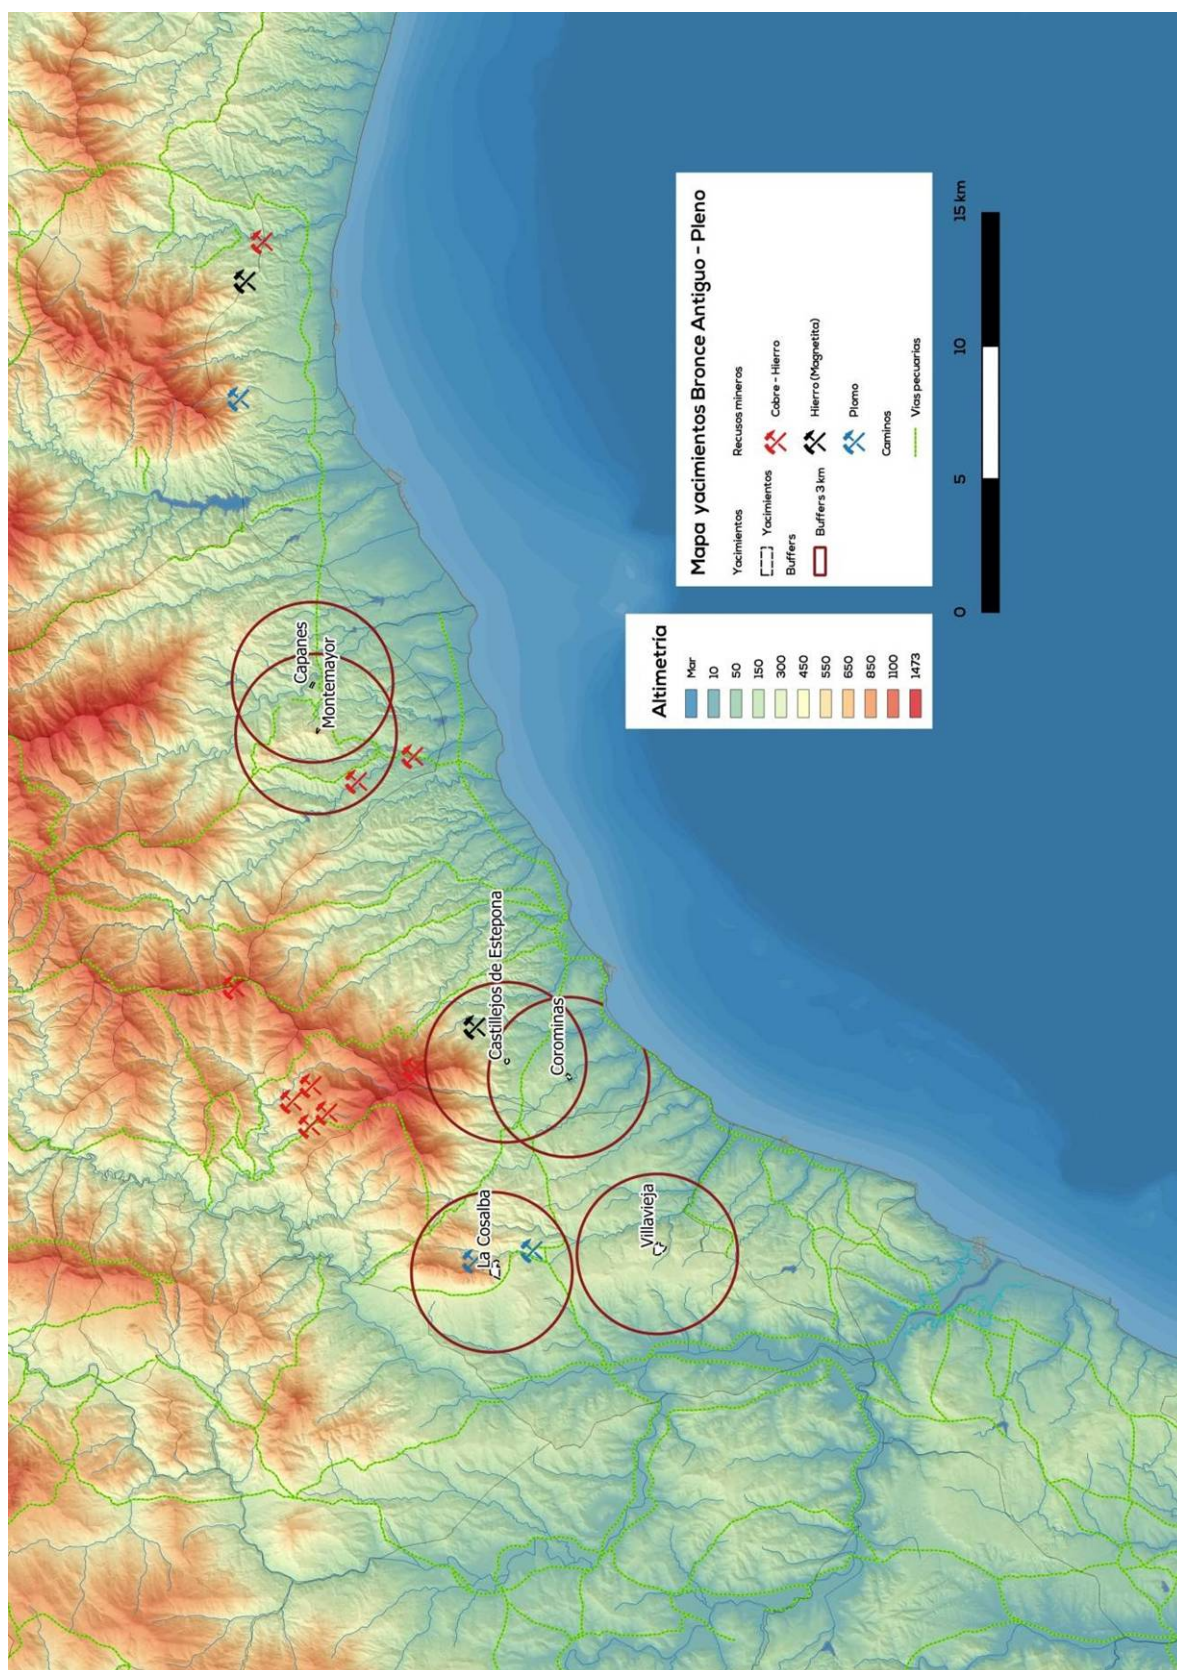 Capanes
Montemayor
Castillejos de Estepona
Corominas
La Cosalba
Villavieja
Altimetría
Mar
10
50
150
300
450
550
650
850
1100
1473
Mapa yacimientos Bronce Antiguo - Pleno
Yacimientos
Yacimientos
Buffers
Buffers 3 km
Recusos mineros
Cobre - Hierro
Hierro (Magnetita)
Plomo
Caminos
Vías pecuarias
0 5 10 15 km